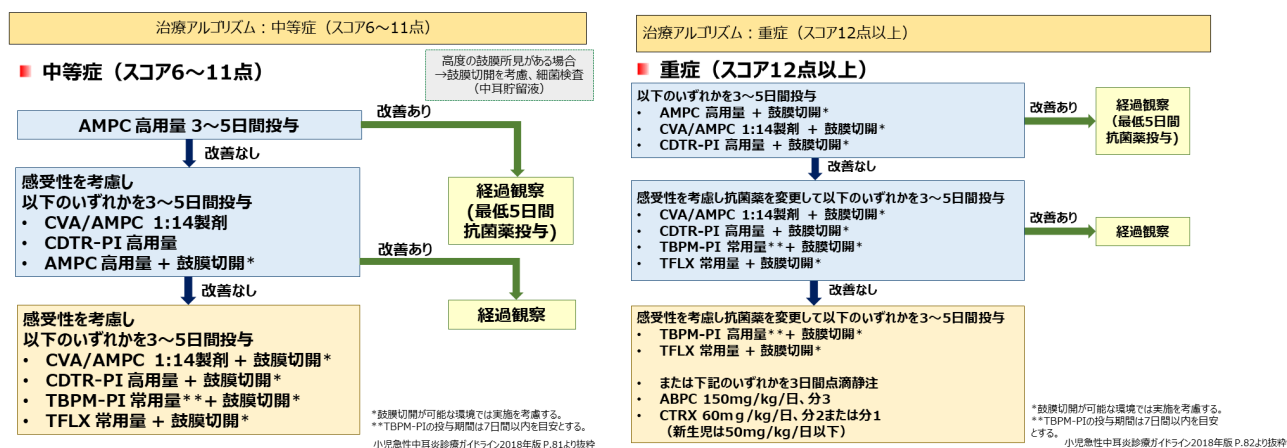 治療アルゴリズム：中等症（スコア6～11点）
中等症（スコア6～11点）
高度の鼓膜所見がある場合
→鼓膜切開を考慮、細菌検査
（中耳貯留液）
AMPC 高用量 3～5日間投与
改善あり
改善なし
感受性を考慮し
以下のいずれかを3～5日間投与
• CVA/AMPC 1:14製剤
• CDTR-PI 高用量
• AMPC 高用量 + 鼓膜切開*
経過観察
(最低5日間
抗菌薬投与)
改善あり
改善なし
経過観察
感受性を考慮し
以下のいずれかを3～5日間投与
• CVA/AMPC 1:14製剤 + 鼓膜切開*
• CDTR-PI 高用量 + 鼓膜切開*
• TBPM-PI 常用量**+ 鼓膜切開*
• TFLX 常用量 + 鼓膜切開*
*鼓膜切開が可能な環境では実施を考慮する。
**TBPM-PIの投与期間は7日間以内を目安とする。
小児急性中耳炎診療ガイドライン2018年版 P.81より抜粋
治療アルゴリズム：重症（スコア12点以上）
重症（スコア12点以上）
以下のいずれかを3～5日間投与
• AMPC 高用量 + 鼓膜切開*
• CVA/AMPC 1:14製剤 + 鼓膜切開*
• CDTR-PI 高用量 + 鼓膜切開*
改善あり
経過観察
（最低5日間
抗菌薬投与)
改善なし
感受性を考慮し抗菌薬を変更して以下のいずれかを3～5日間投与
• CVA/AMPC 1:14製剤 + 鼓膜切開*
• CDTR-PI 高用量 + 鼓膜切開*
• TBPM-PI 常用量**+ 鼓膜切開*
• TFLX 常用量 + 鼓膜切開*
改善あり
経過観察
改善なし
感受性を考慮し抗菌薬を変更して以下のいずれかを3～5日間投与
• TBPM-PI 高用量**+ 鼓膜切開*
• TFLX 常用量 + 鼓膜切開*
• または下記のいずれかを3日間点滴静注
• ABPC 150mg/kg/日、分3
• CTRX 60mg/kg/日、分2または分1
（新生児は50mg/kg/日以下）
*鼓膜切開が可能な環境では実施を考慮する。
**TBPM-PIの投与期間は7日間以内を目安
とする。
小児急性中耳炎診療ガイドライン2018年版 P.82より抜粋